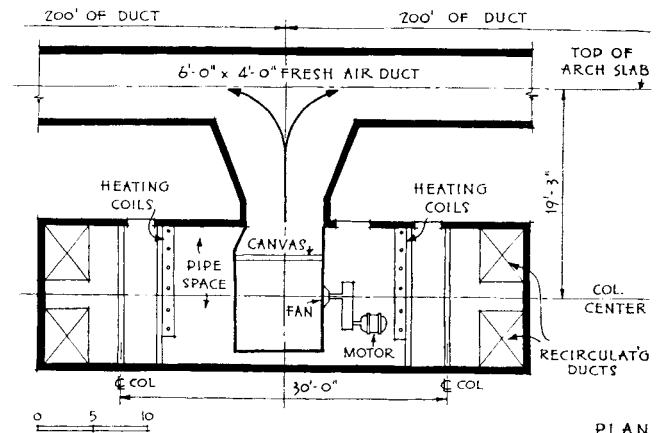 200' OF DUCT
200' OF DUCT
TOP OF
ARCH SLAB
6'-0" x 4'-0" FRESH AIR DUCT
19'-3"
HEATING
COILS
HEATING
COILS
CANVAS
PIPE
SPACE
FAN
COL.
CENTER
MOTOR
RECIRCULAT'G
DUCTS
℄ COL
30'-0"
℄ COL
0 5 10
PLAN